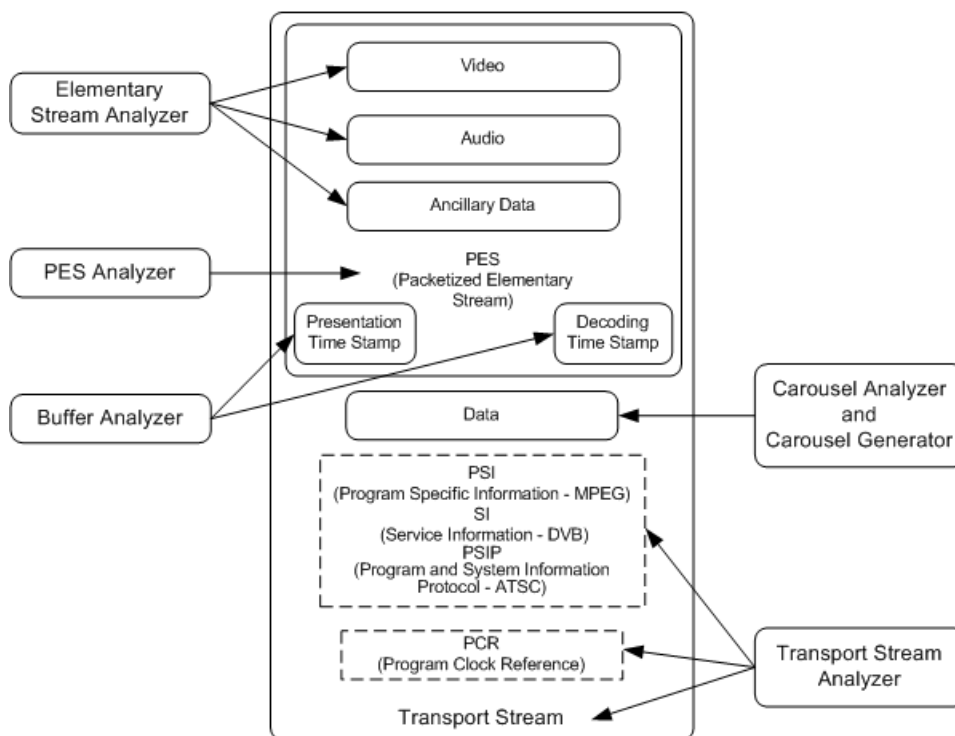 Video
Elementary
Stream Analyzer
Audio
Ancillary Data
PES Analyzer
PES
(Packetized Elementary
Stream)
Presentation
Time Stamp
Decoding
Time Stamp
Buffer Analyzer
Data
Carousel Analyzer
and
Carousel Generator
PSI
(Program Specific Information - MPEG)
SI
(Service Information - DVB)
PSIP
(Program and System Information
Protocol - ATSC)
PCR
(Program Clock Reference)
Transport Stream
Analyzer
Transport Stream